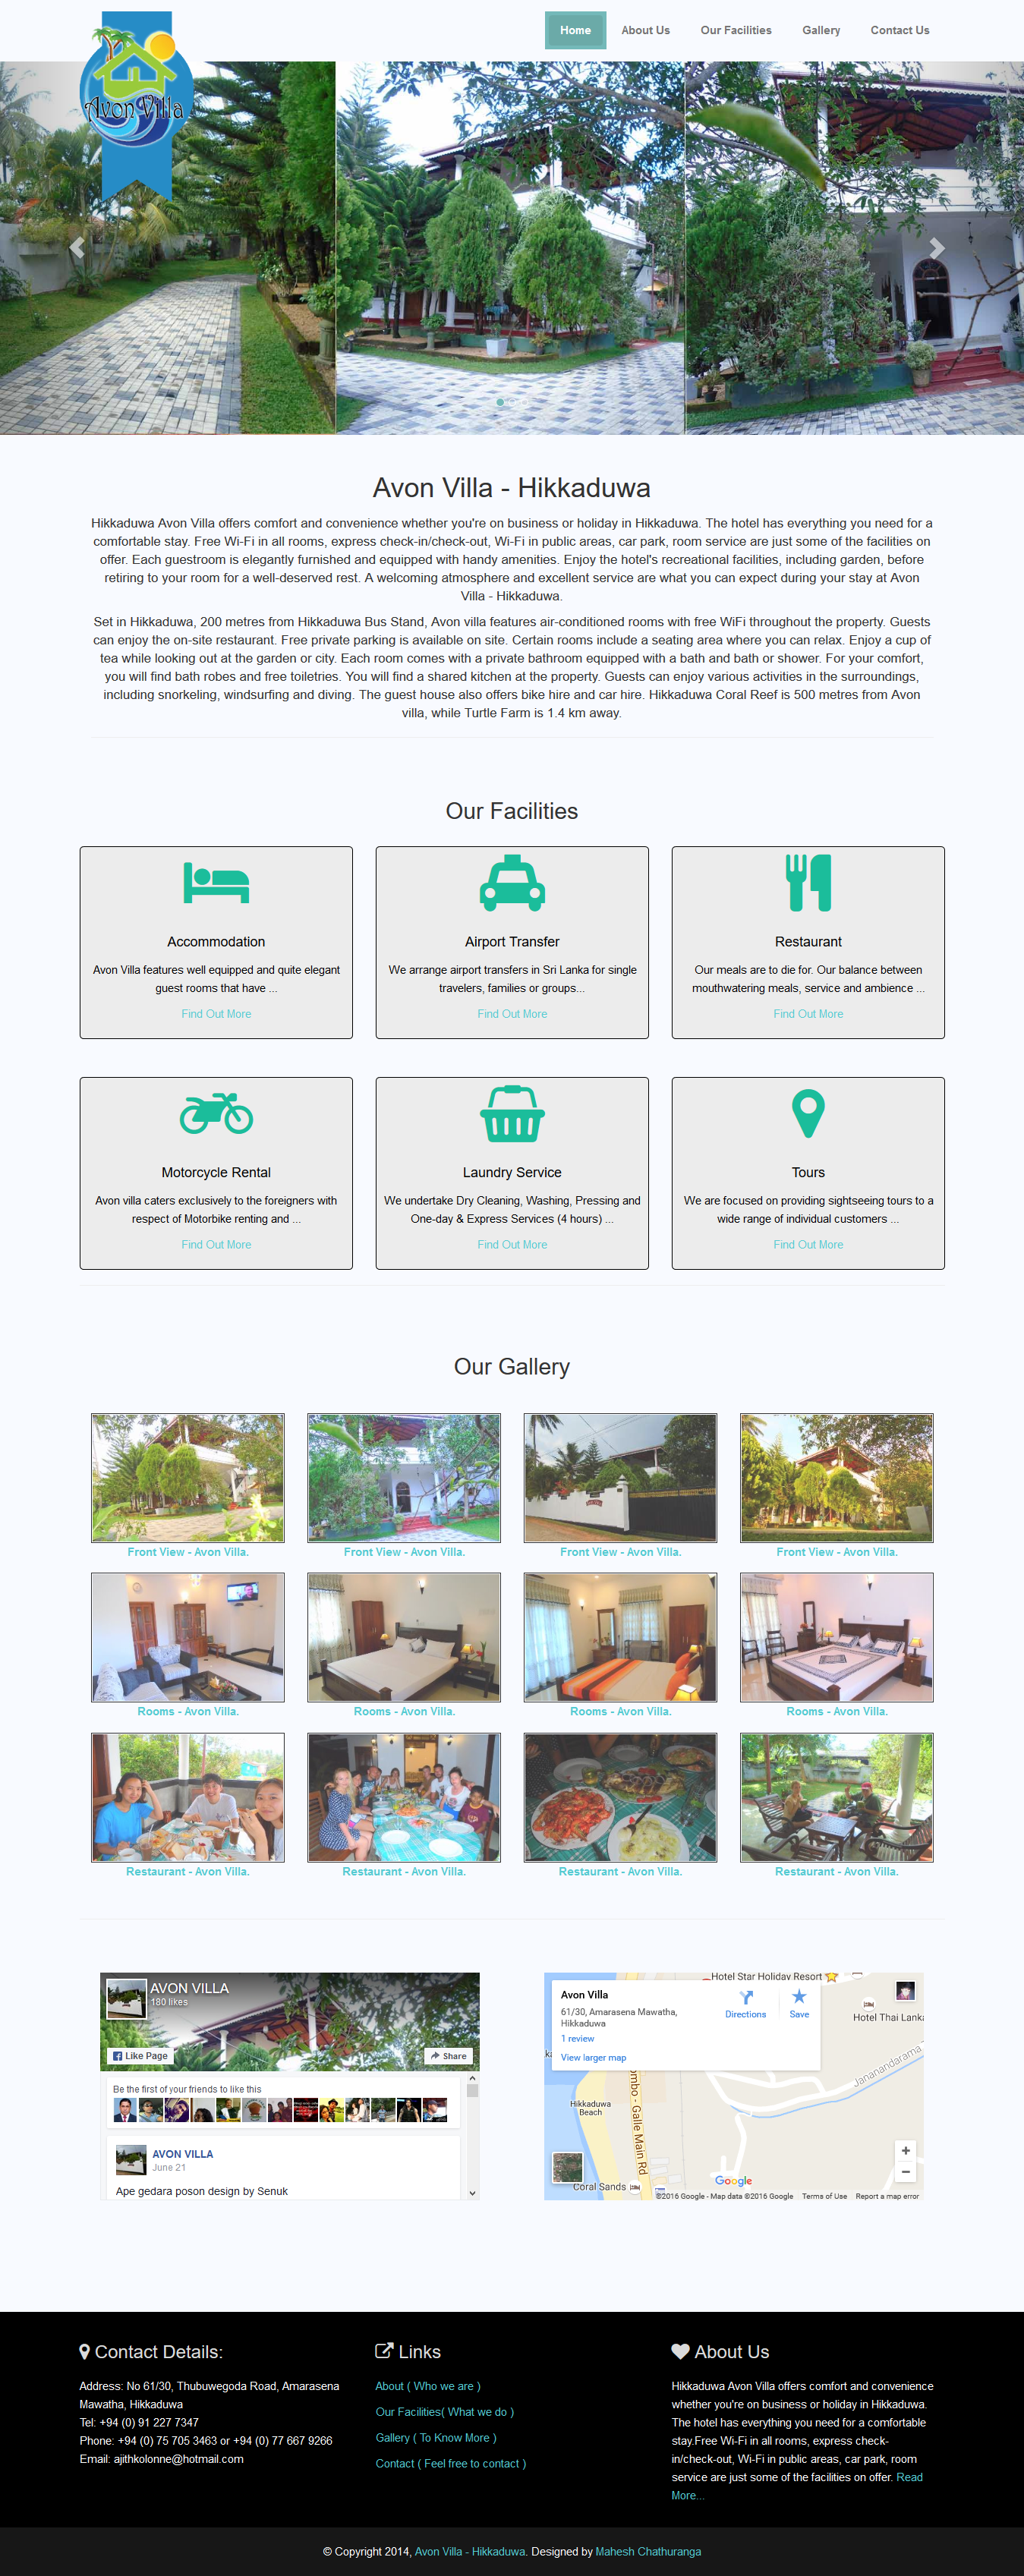 Home
About Us
Our Facilities
Gallery
Contact Us
Avon Villa
Avon Villa - Hikkaduwa
Hikkaduwa Avon Villa offers comfort and convenience whether you're on business or holiday in Hikkaduwa. The hotel has everything you need for a
comfortable stay. Free Wi-Fi in all rooms, express check-in/check-out, Wi-Fi in public areas, car park, room service are just some of the facilities on
offer. Each guestroom is elegantly furnished and equipped with handy amenities. Enjoy the hotel's recreational facilities, including garden, before
retiring to your room for a well-deserved rest. A welcoming atmosphere and excellent service are what you can expect during your stay at Avon
Villa - Hikkaduwa.
Set in Hikkaduwa, 200 metres from Hikkaduwa Bus Stand, Avon villa features air-conditioned rooms with free WiFi throughout the property. Guests
can enjoy the on-site restaurant. Free private parking is available on site. Certain rooms include a seating area where you can relax. Enjoy a cup of
tea while looking out at the garden or city. Each room comes with a private bathroom equipped with a bath and bath or shower. For your comfort,
you will find bath robes and free toiletries. You will find a shared kitchen at the property. Guests can enjoy various activities in the surroundings,
including snorkeling, windsurfing and diving. The guest house also offers bike hire and car hire. Hikkaduwa Coral Reef is 500 metres from Avon
villa, while Turtle Farm is 1.4 km away.
Our Facilities
Accommodation
Avon Villa features well equipped and quite elegant
guest rooms that have ...
Find Out More
Airport Transfer
We arrange airport transfers in Sri Lanka for single
travelers, families or groups...
Find Out More
Restaurant
Our meals are to die for. Our balance between
mouthwatering meals, service and ambience ...
Find Out More
Motorcycle Rental
Avon villa caters exclusively to the foreigners with
respect of Motorbike renting and ...
Find Out More
Laundry Service
We undertake Dry Cleaning, Washing, Pressing and
One-day & Express Services (4 hours) ...
Find Out More
Tours
We are focused on providing sightseeing tours to a
wide range of individual customers ...
Find Out More
Our Gallery
Front View - Avon Villa.
Front View - Avon Villa.
Front View - Avon Villa.
Front View - Avon Villa.
Rooms - Avon Villa.
Rooms - Avon Villa.
Rooms - Avon Villa.
Rooms - Avon Villa.
Restaurant - Avon Villa.
Restaurant - Avon Villa.
Restaurant - Avon Villa.
Restaurant - Avon Villa.
AVON VILLA
180 likes
Like Page
Share
Be the first of your friends to like this
AVON VILLA
June 21
Ape gedara poson design by Senuk
Hotel Star Holiday Resort
Avon Villa
61/30, Amarasena Mawatha,
Hikkaduwa
1 review
View larger map
Directions
Save
Hotel Thai Lanka
Jananandarama
Hikkaduwa
Beach
ombo - Galle Main Rd
Coral Sands
Google
©2016 Google - Map data ©2016 Google
Terms of Use
Report a map error
Contact Details:
Address: No 61/30, Thubuwegoda Road, Amarasena
Mawatha, Hikkaduwa
Tel: +94 (0) 91 227 7347
Phone: +94 (0) 75 705 3463 or +94 (0) 77 667 9266
Email: ajithkolonne@hotmail.com
Links
About ( Who we are )
Our Facilities( What we do )
Gallery ( To Know More )
Contact ( Feel free to contact )
About Us
Hikkaduwa Avon Villa offers comfort and convenience
whether you're on business or holiday in Hikkaduwa.
The hotel has everything you need for a comfortable
stay.Free Wi-Fi in all rooms, express check-
in/check-out, Wi-Fi in public areas, car park, room
service are just some of the facilities on offer. Read
More...
© Copyright 2014, Avon Villa - Hikkaduwa. Designed by Mahesh Chathuranga